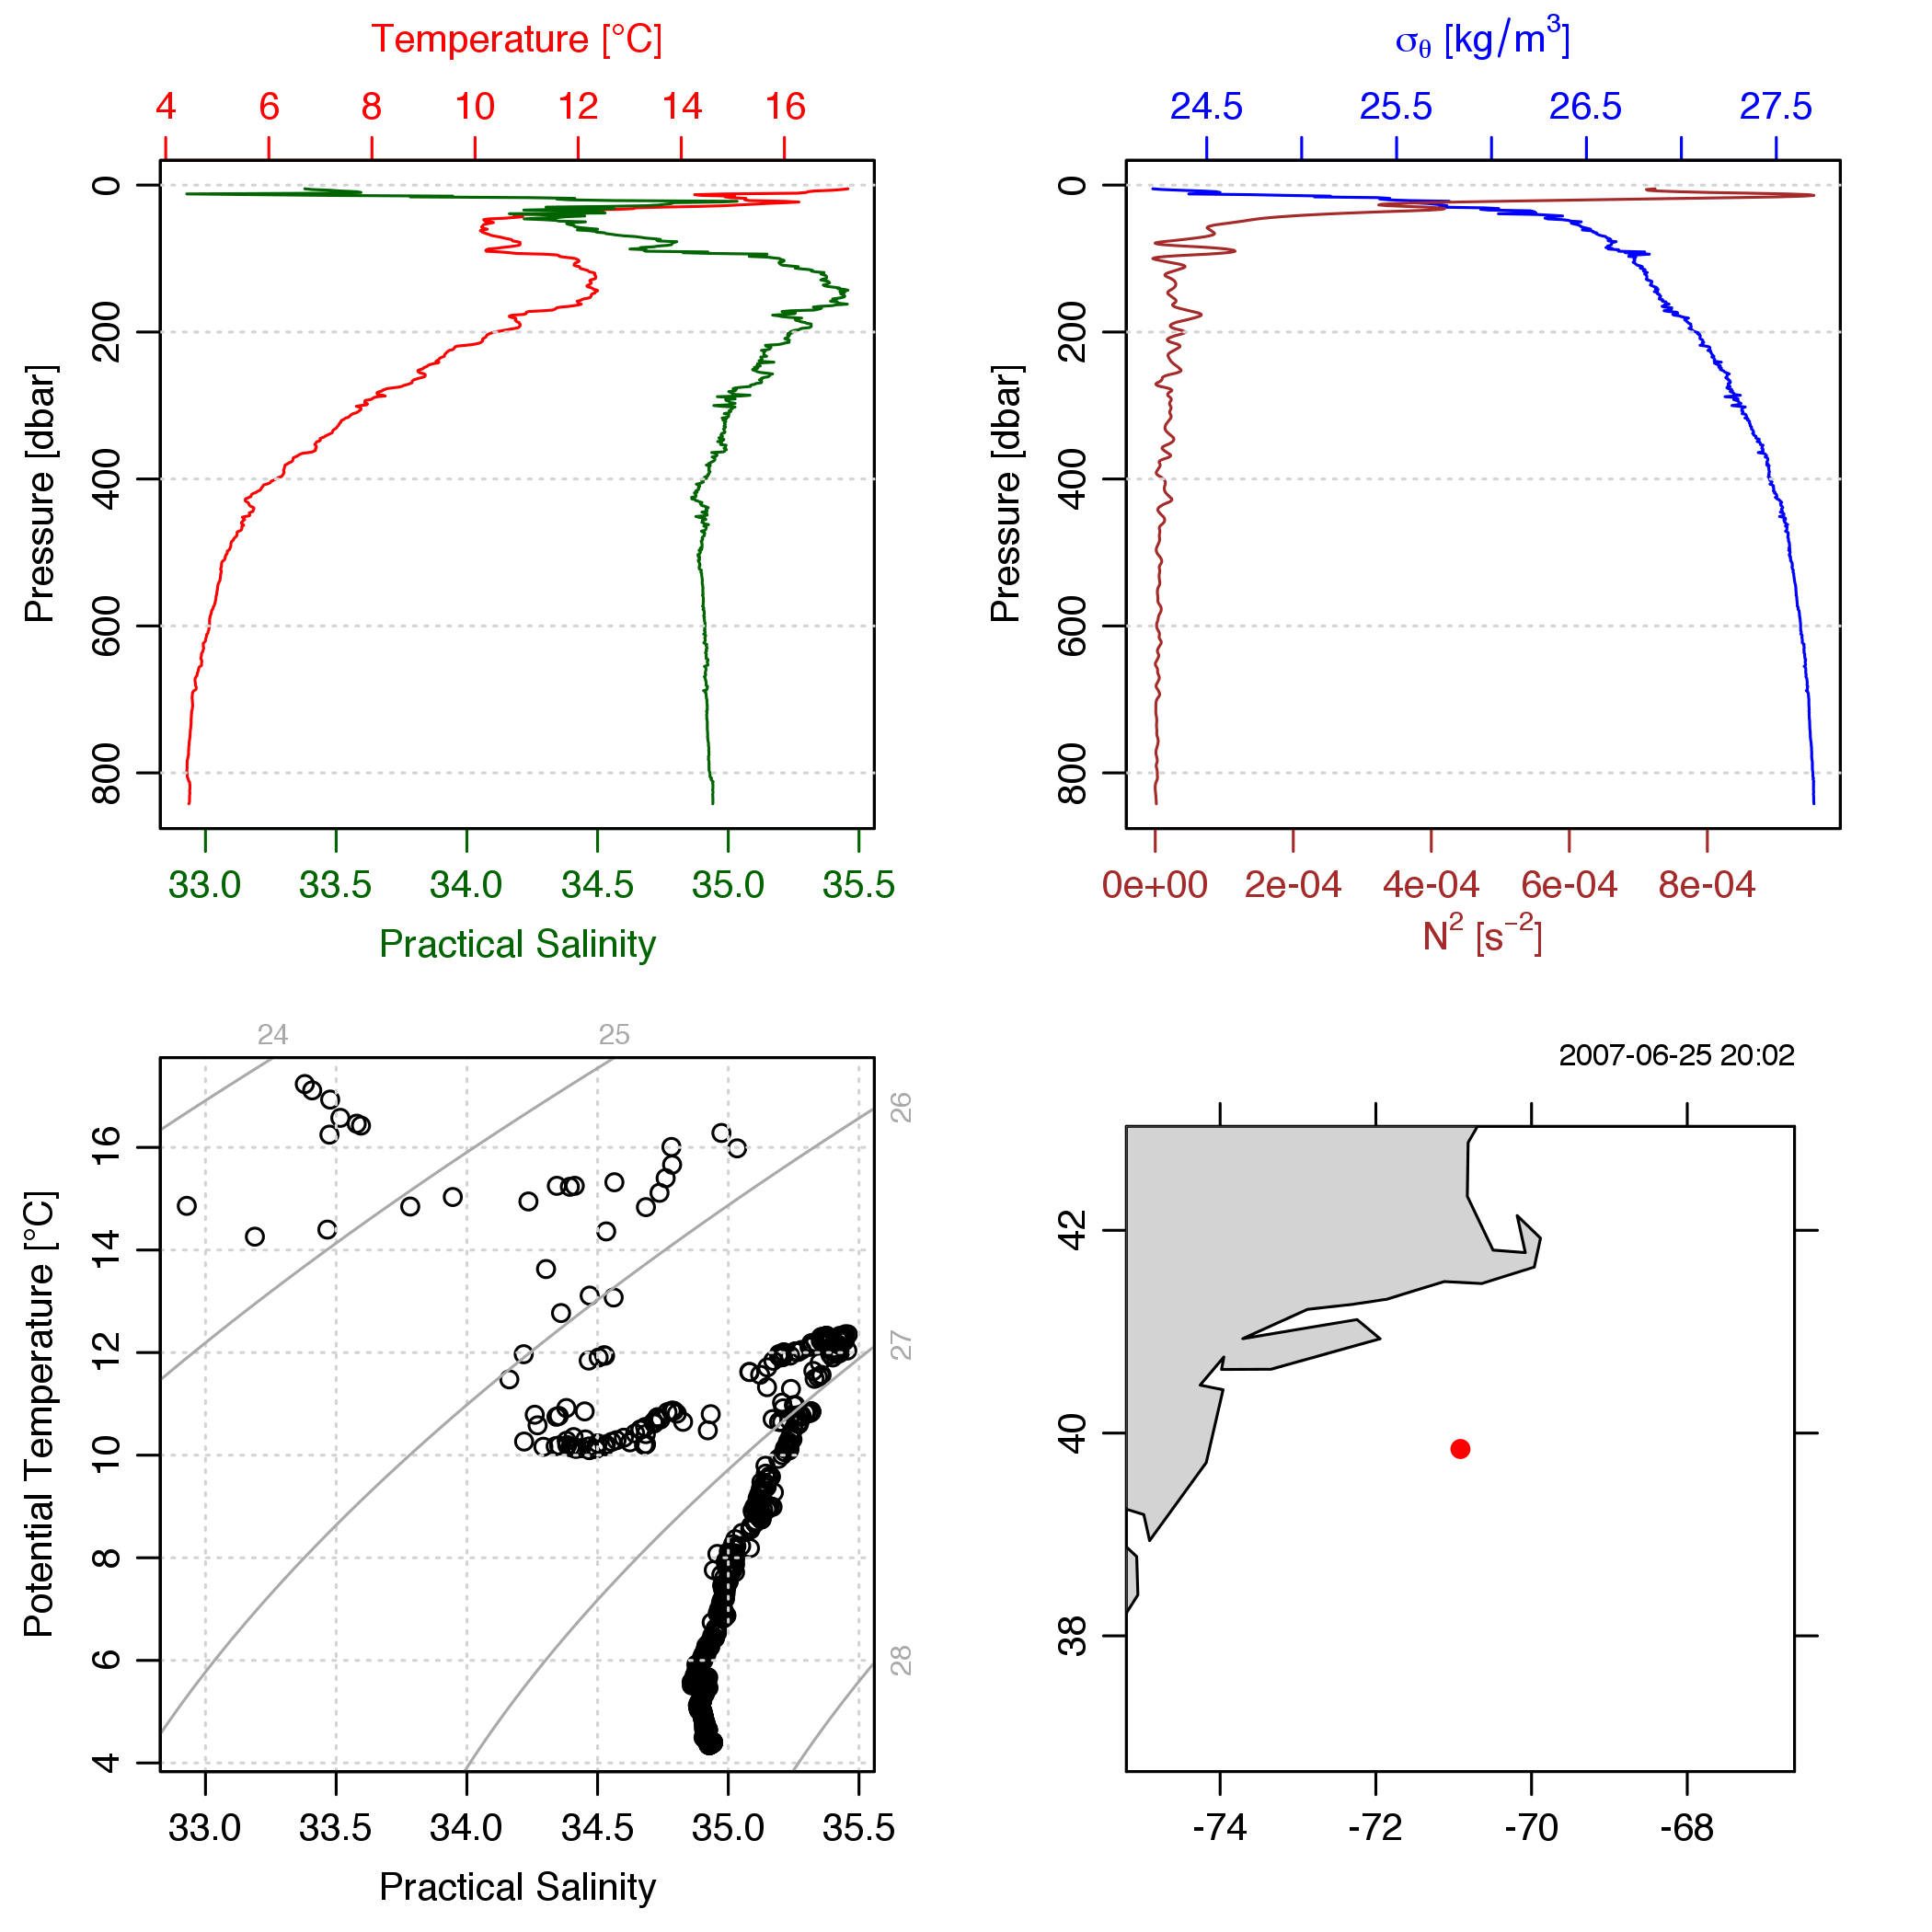 Temperature [°C]
4 6 8 10 12 14 16
0
200
400
600
800
Pressure [dbar]
33.0 33.5 34.0 34.5 35.0 35.5
Practical Salinity
σθ [kg/m³]
24.5 25.5 26.5 27.5
0
200
400
600
800
Pressure [dbar]
0e+00 2e-04 4e-04 6e-04 8e-04
N² [s⁻²]
24 25
26
27
28
16
14
12
10
8
6
4
Potential Temperature [°C]
33.0 33.5 34.0 34.5 35.0 35.5
Practical Salinity
2007-06-25 20:02
42
40
38
-74 -72 -70 -68